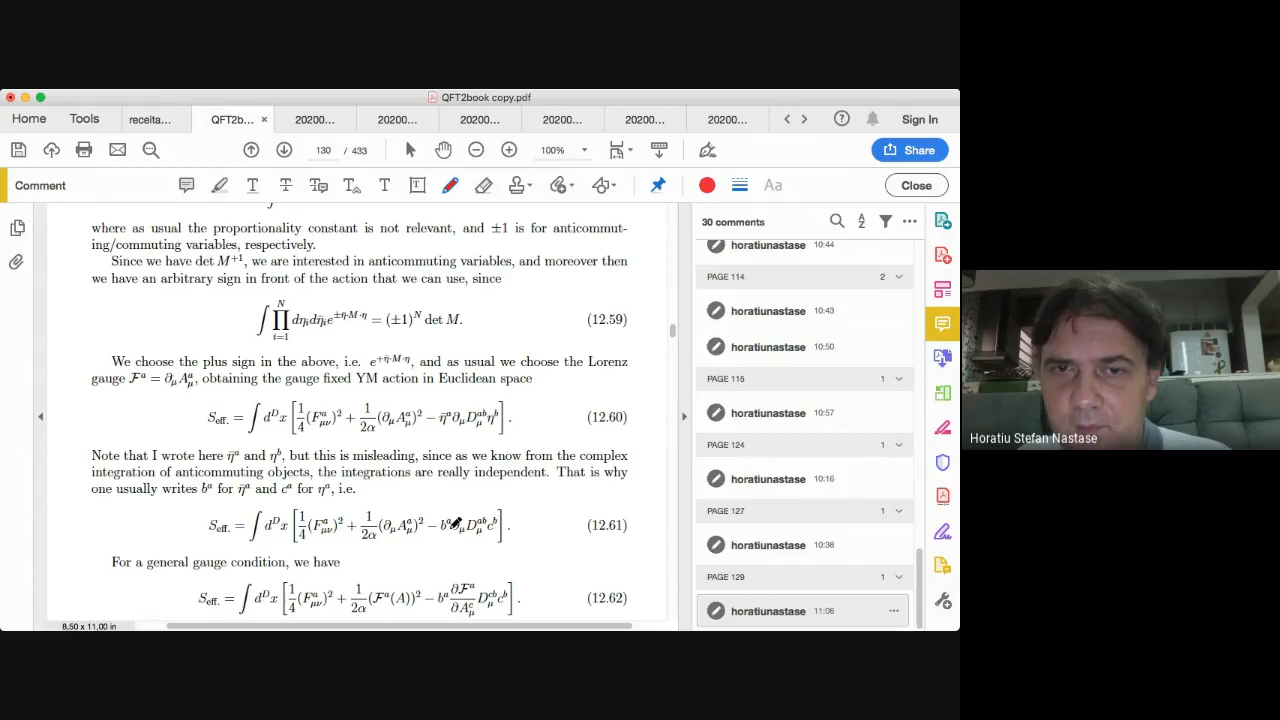 QFT2book copy.pdf
Home Tools receita... QFT2b... × 20200... 20200... 20200... 20200... 20200... 20200... Sign In
130 / 433 100% Share
Comment Aa Close
where as usual the proportionality constant is not relevant, and ±1 is for anticommut-
ing/commuting variables, respectively.
Since we have det M⁺¹, we are interested in anticommuting variables, and moreover then
we have an arbitrary sign in front of the action that we can use, since
∫ ∏_{i=1}^{N} dη_i dη̄_i e^{±η̄·M·η} = (±1)^N det M. (12.59)
We choose the plus sign in the above, i.e. e^{+η̄·M·η}, and as usual we choose the Lorenz
gauge ℱ^a = ∂_μ A_μ^a, obtaining the gauge fixed YM action in Euclidean space
S_eff. = ∫ d^D x [ 1/4 (F_{μν}^a)² + 1/2α (∂_μ A_μ^a)² − η̄^a ∂_μ D_μ^{ab} η^b ] . (12.60)
Note that I wrote here η̄^a and η^b, but this is misleading, since as we know from the complex
integration of anticommuting objects, the integrations are really independent. That is why
one usually writes b^a for η̄^a and c^a for η^a, i.e.
S_eff. = ∫ d^D x [ 1/4 (F_{μν}^a)² + 1/2α (∂_μ A_μ^a)² − b^a ∂_μ D_μ^{ab} c^b ] . (12.61)
For a general gauge condition, we have
S_eff. = ∫ d^D x [ 1/4 (F_{μν}^a)² + 1/2α (ℱ^a(A))² − b^a ∂ℱ^a/∂A_μ^c D_μ^{cb} c^b ] . (12.62)
8,50 x 11,00 in
30 comments
horatiunastase 10:44
PAGE 114 2
horatiunastase 10:43
horatiunastase 10:50
PAGE 115 1
horatiunastase 10:57
PAGE 124 1
horatiunastase 10:16
PAGE 127 1
horatiunastase 10:38
PAGE 129 1
horatiunastase 11:06 ...
Horatiu Stefan Nastase